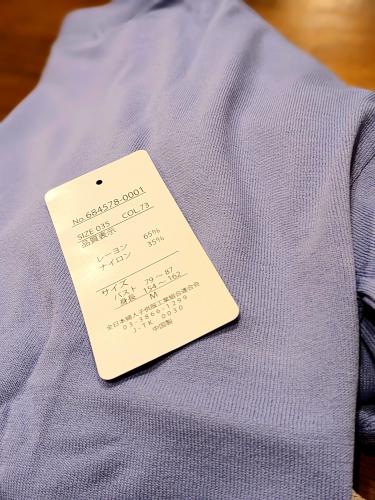 No.684578-0001
SIZE 035 COL.73
品質表示
レーヨン 65%
ナイロン 35%
サイズ
バスト 79~87
身長 154~162
M
全日本婦人子供服工業組合連合会
03-3866-1299
J-TK 0030
中国製